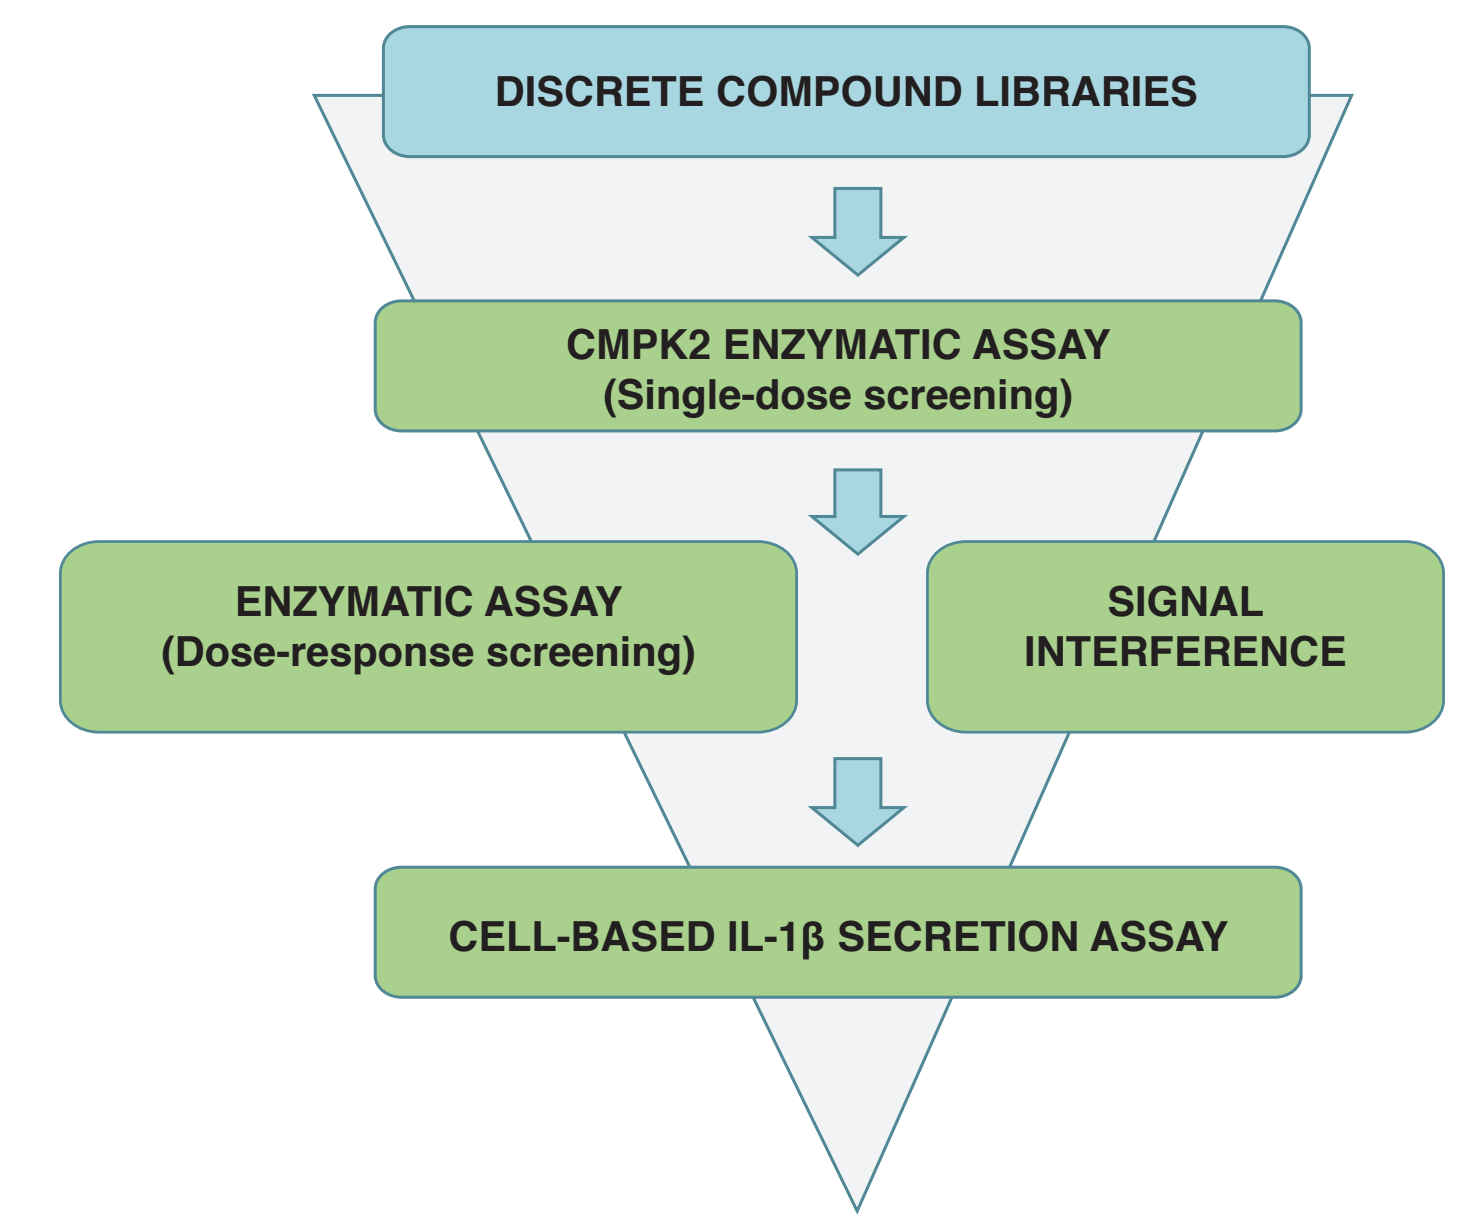 DISCRETE COMPOUND LIBRARIES
CMPK2 ENZYMATIC ASSAY
(Single-dose screening)
ENZYMATIC ASSAY
(Dose-response screening)
SIGNAL
INTERFERENCE
CELL-BASED IL-1β SECRETION ASSAY